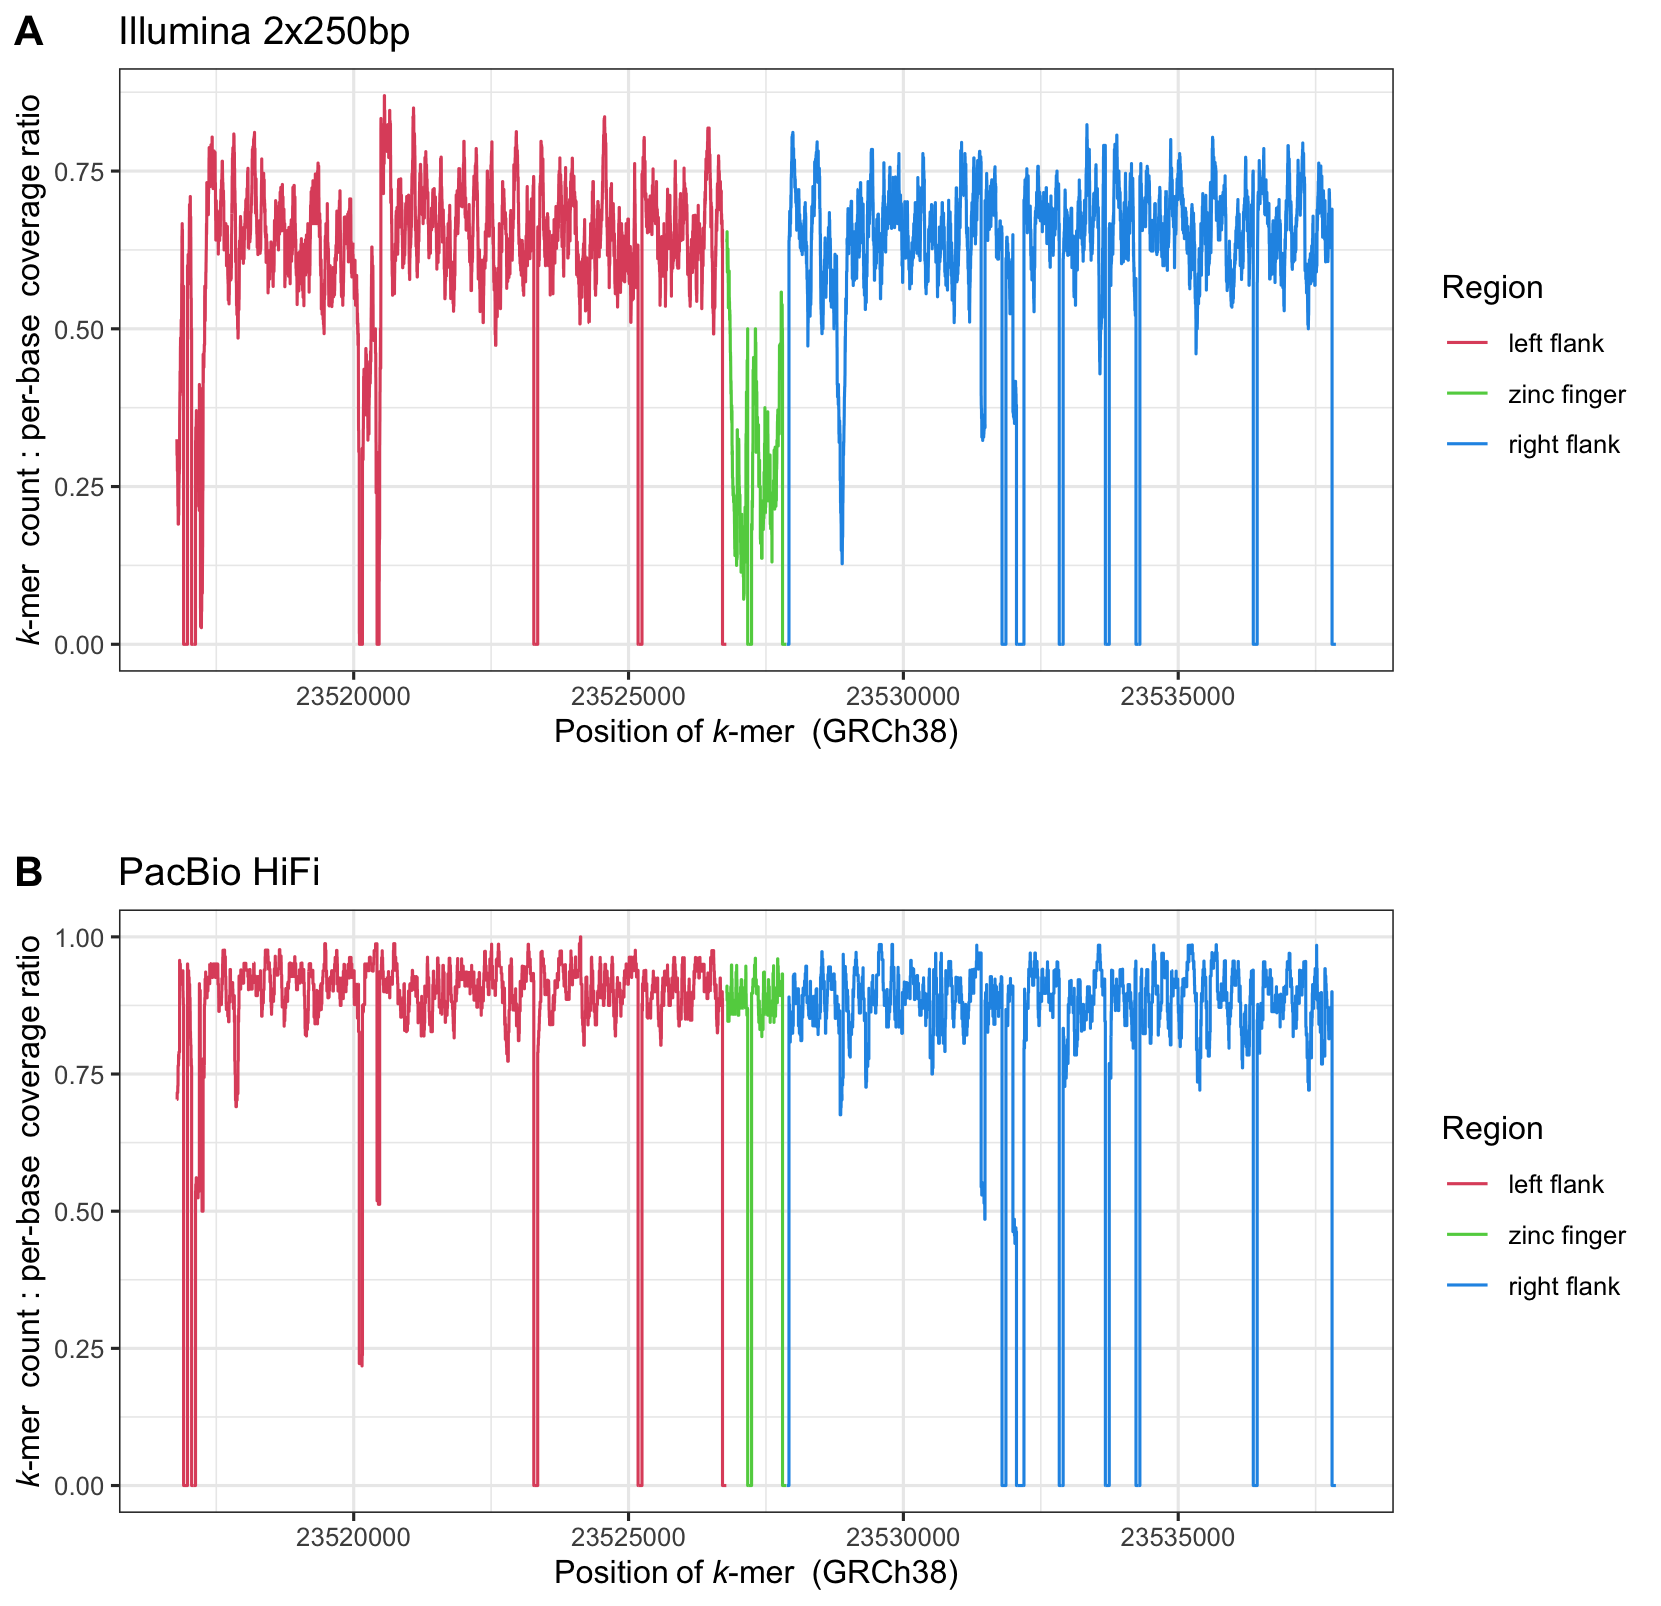 A Illumina 2x250bp
k-mer count : per-base coverage ratio
0.75
0.50
0.25
0.00
23520000 23525000 23530000 23535000
Position of k-mer (GRCh38)
Region
left flank
zinc finger
right flank
B PacBio HiFi
k-mer count : per-base coverage ratio
1.00
0.75
0.50
0.25
0.00
23520000 23525000 23530000 23535000
Position of k-mer (GRCh38)
Region
left flank
zinc finger
right flank